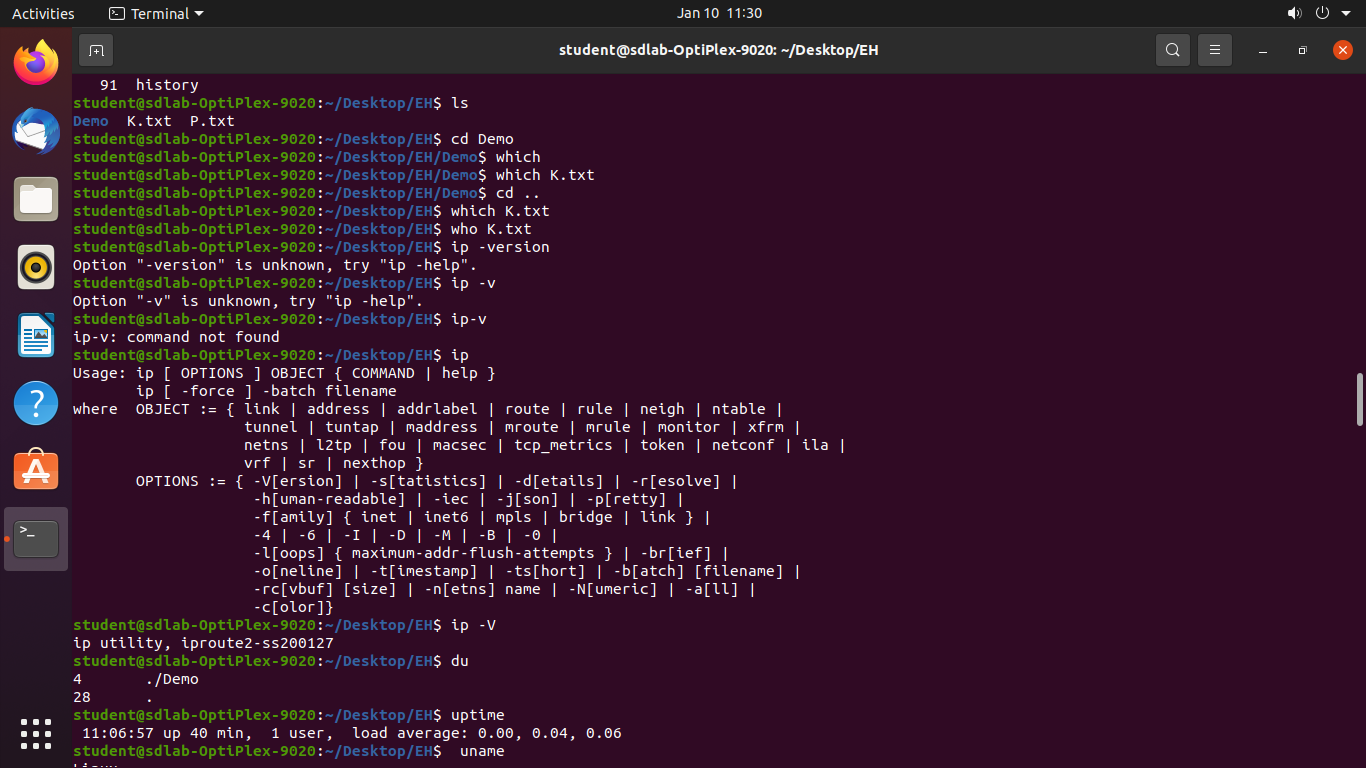 Activities
Terminal
Jan 10 11:30
student@sdlab-OptiPlex-9020: ~/Desktop/EH
   91  history
student@sdlab-OptiPlex-9020:~/Desktop/EH$ ls
Demo  K.txt  P.txt
student@sdlab-OptiPlex-9020:~/Desktop/EH$ cd Demo
student@sdlab-OptiPlex-9020:~/Desktop/EH/Demo$ which
student@sdlab-OptiPlex-9020:~/Desktop/EH/Demo$ which K.txt
student@sdlab-OptiPlex-9020:~/Desktop/EH/Demo$ cd ..
student@sdlab-OptiPlex-9020:~/Desktop/EH$ which K.txt
student@sdlab-OptiPlex-9020:~/Desktop/EH$ who K.txt
student@sdlab-OptiPlex-9020:~/Desktop/EH$ ip -version
Option "-version" is unknown, try "ip -help".
student@sdlab-OptiPlex-9020:~/Desktop/EH$ ip -v
Option "-v" is unknown, try "ip -help".
student@sdlab-OptiPlex-9020:~/Desktop/EH$ ip-v
ip-v: command not found
student@sdlab-OptiPlex-9020:~/Desktop/EH$ ip
Usage: ip [ OPTIONS ] OBJECT { COMMAND | help }
       ip [ -force ] -batch filename
where  OBJECT := { link | address | addrlabel | route | rule | neigh | ntable |
                   tunnel | tuntap | maddress | mroute | mrule | monitor | xfrm |
                   netns | l2tp | fou | macsec | tcp_metrics | token | netconf | ila |
                   vrf | sr | nexthop }
       OPTIONS := { -V[ersion] | -s[tatistics] | -d[etails] | -r[esolve] |
                    -h[uman-readable] | -iec | -j[son] | -p[retty] |
                    -f[amily] { inet | inet6 | mpls | bridge | link } |
                    -4 | -6 | -I | -D | -M | -B | -0 |
                    -l[oops] { maximum-addr-flush-attempts } | -br[ief] |
                    -o[neline] | -t[imestamp] | -ts[hort] | -b[atch] [filename] |
                    -rc[vbuf] [size] | -n[etns] name | -N[umeric] | -a[ll] |
                    -c[olor]}
student@sdlab-OptiPlex-9020:~/Desktop/EH$ ip -V
ip utility, iproute2-ss200127
student@sdlab-OptiPlex-9020:~/Desktop/EH$ du
4       ./Demo
28      .
student@sdlab-OptiPlex-9020:~/Desktop/EH$ uptime
 11:06:57 up 40 min,  1 user,  load average: 0.00, 0.04, 0.06
student@sdlab-OptiPlex-9020:~/Desktop/EH$  uname